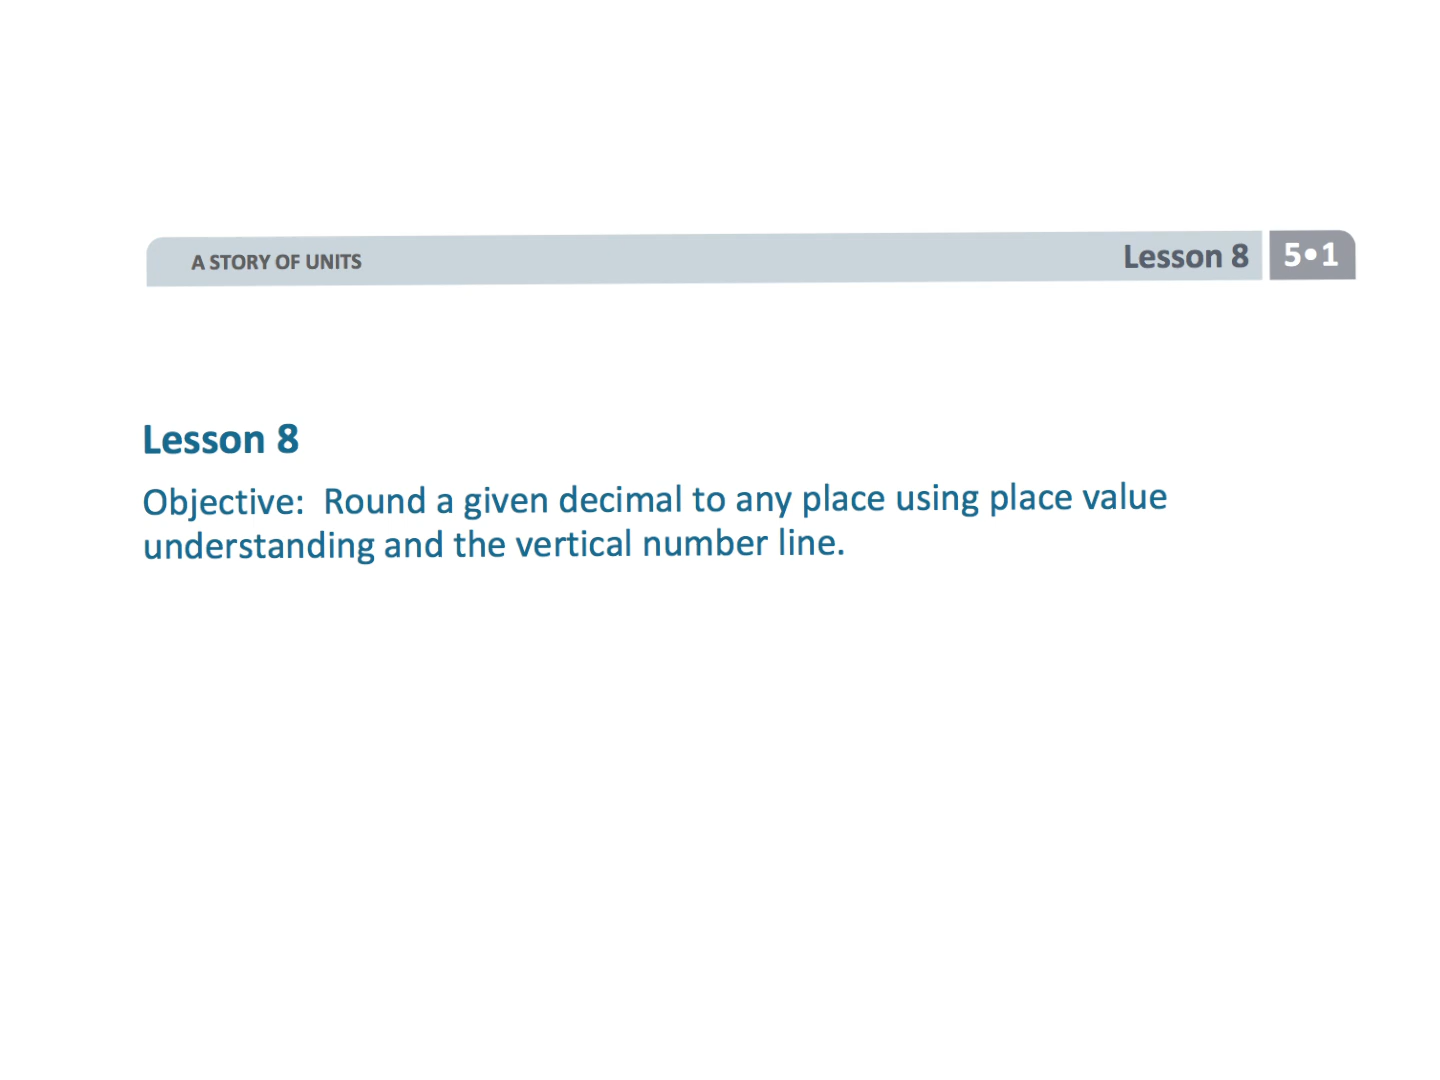 A STORY OF UNITS
Lesson 8
5•1
Lesson 8
Objective:  Round a given decimal to any place using place value
understanding and the vertical number line.